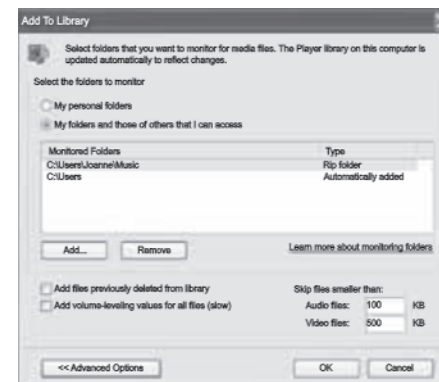 Add To Library
Select folders that you want to monitor for media files. The Player library on this computer is
updated automatically to reflect changes.
Select the folders to monitor
My personal folders
My folders and those of others that I can access
Monitored Folders Type
C:\Users\Joanne\Music Rip folder
C:\Users Automatically added
Add... Remove Learn more about monitoring folders
Add files previously deleted from library Skip files smaller than:
Add volume-leveling values for all files (slow) Audio files: 100 KB
Video files: 500 KB
<< Advanced Options OK Cancel